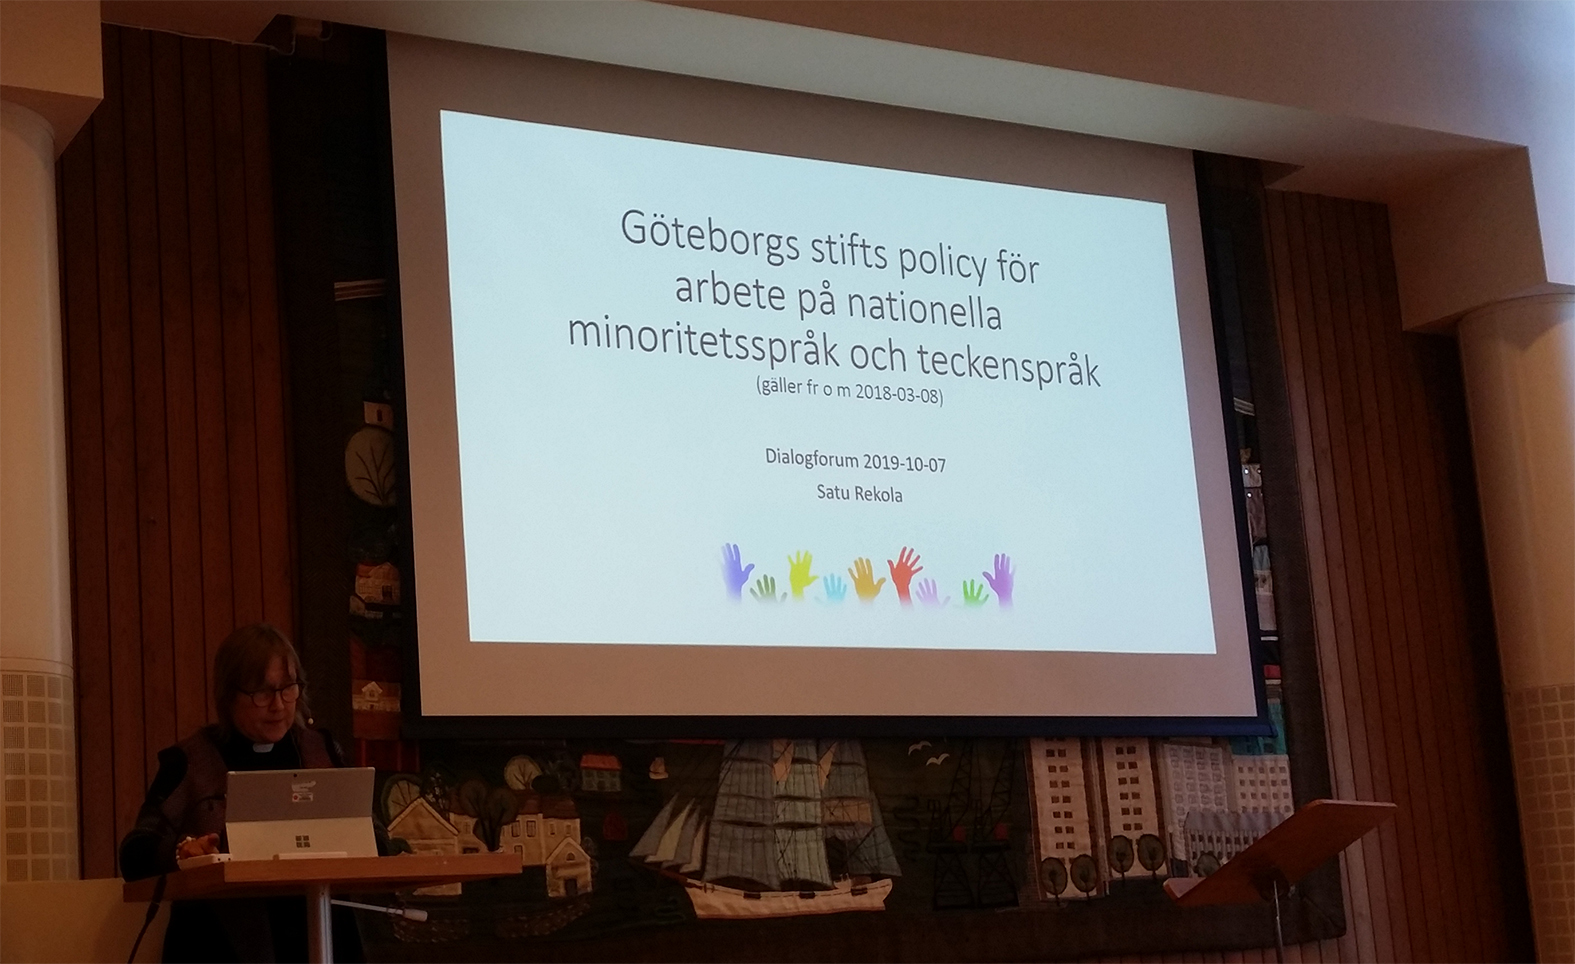 Göteborgs stifts policy för
arbete på nationella
minoritetsspråk och teckenspråk
(gäller fr o m 2018-03-08)
Dialogforum 2019-10-07
Satu Rekola